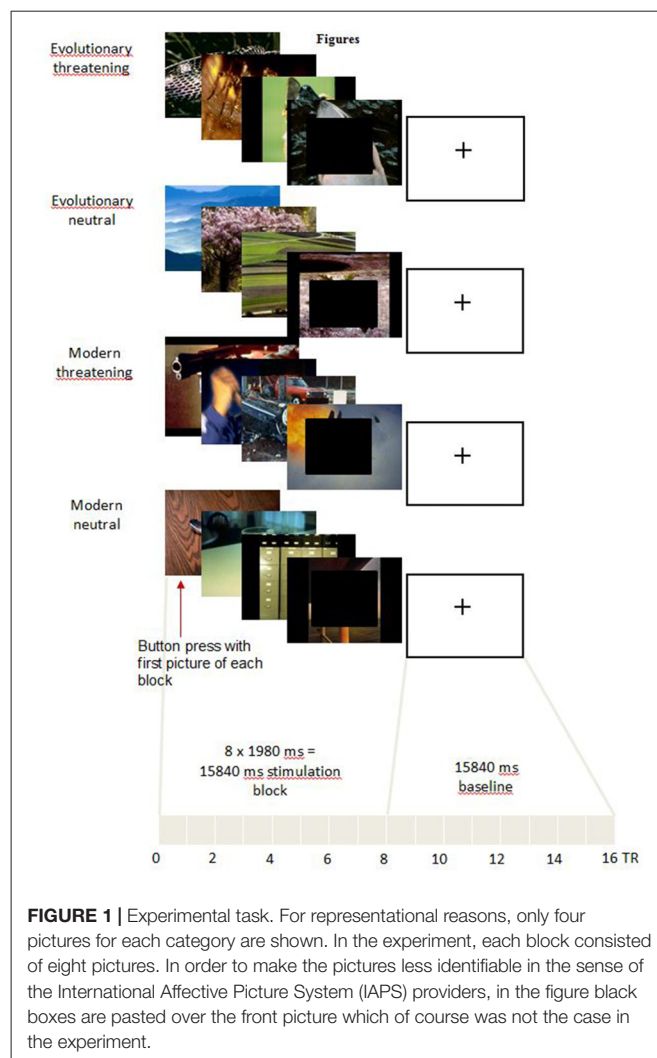 Figures
Evolutionary
threatening
Evolutionary
neutral
Modern
threatening
Modern
neutral
Button press with
first picture of each
block
8 x 1980 ms =
15840 ms stimulation
block
15840 ms
baseline
0 2 4 6 8 10 12 14 16 TR
FIGURE 1 | Experimental task. For representational reasons, only four
pictures for each category are shown. In the experiment, each block consisted
of eight pictures. In order to make the pictures less identifiable in the sense of
the International Affective Picture System (IAPS) providers, in the figure black
boxes are pasted over the front picture which of course was not the case in
the experiment.